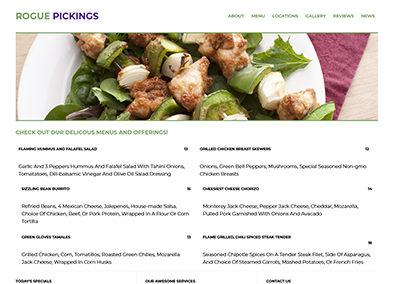 ROGUE PICKINGS
ABOUT MENU LOCATIONS GALLERY REVIEWS NEWS
CHECK OUT OUR DELICOUS MENUS AND OFFERINGS!
FLAMING HUMMUS AND FALAFEL SALAD 13
Garlic And 3 Peppers Hummus And Falafel Salad With Tahini Onions,
Tomatatoes, Dill-Balsamic Vinegar And Olive Oil Salad Dressing
GRILLED CHICKEN BREAST SKEWERS 12
Onions, Green Bell Peppers, Mushrooms, Special Seasoned Non-gmo
Chicken Breasts
SIZZLING BEAN BURRITO 16
Refried Beans, 4 Mexican Cheese, Jalepenos, House-made Salsa,
Choice Of Chicken, Beef, Or Pork Protein, Wrapped In A Flour Or Corn
Tortilla
CHEESIEST CHEESE CHORIZO 14
Monterey Jack Cheese, Pepper Jack Cheese, Cheddar, Mozarella,
Pulled Pork Garnished With Onions And Avacado
GREEN GLOVES TAMALES 13
Grilled Chicken, Corn, Tomatillos, Roasted Green Chilies, Mozarella
Jack Cheese, Wrapped In Corn Husks
FLAME GRILLED, CHILI SPICED STEAK TENDER
18
Seasoned Chipotle Spices On A Tender Steak Filet, Side Of Asparagus,
And Choice Of Steamed Carrots, Mashed Potatoes, Or French Fries
TODAY'S SPECIALS
OUR AWESOME SERVICES
CONTACT US